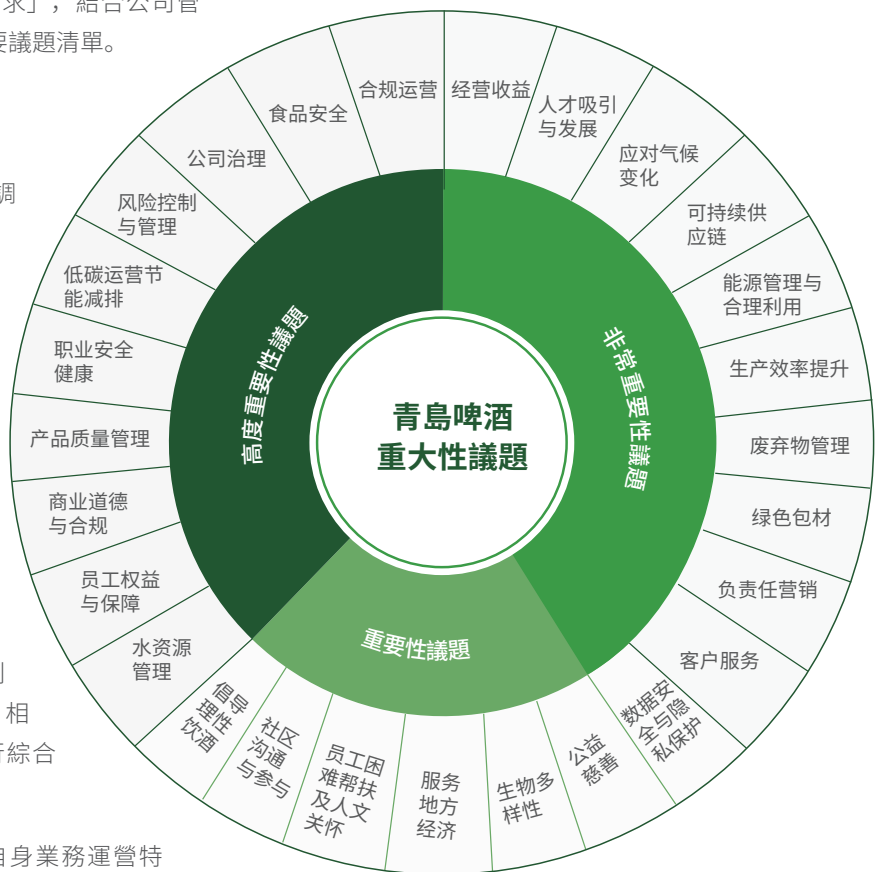 求」，結合公司管
要議題清單。
調
相
行綜合
自身業務運營特
青島啤酒
重大性議題
高度重要性議題
非常重要性議題
重要性議題
合规运营
经营收益
人才吸引
与发展
应对气候
变化
可持续供
应链
能源管理与
合理利用
生产效率提升
废弃物管理
绿色包材
负责任营销
客户服务
数据安
全与隐
私保护
公益
慈善
生物多
样性
服务
地方
经济
员工困
难帮扶
及人文
关怀
社区
沟通
与参与
倡导
理性
饮酒
水资源
管理
员工权益
与保障
商业道德
与合规
产品质量管理
职业安全
健康
低碳运营节
能减排
风险控制
与管理
公司治理
食品安全